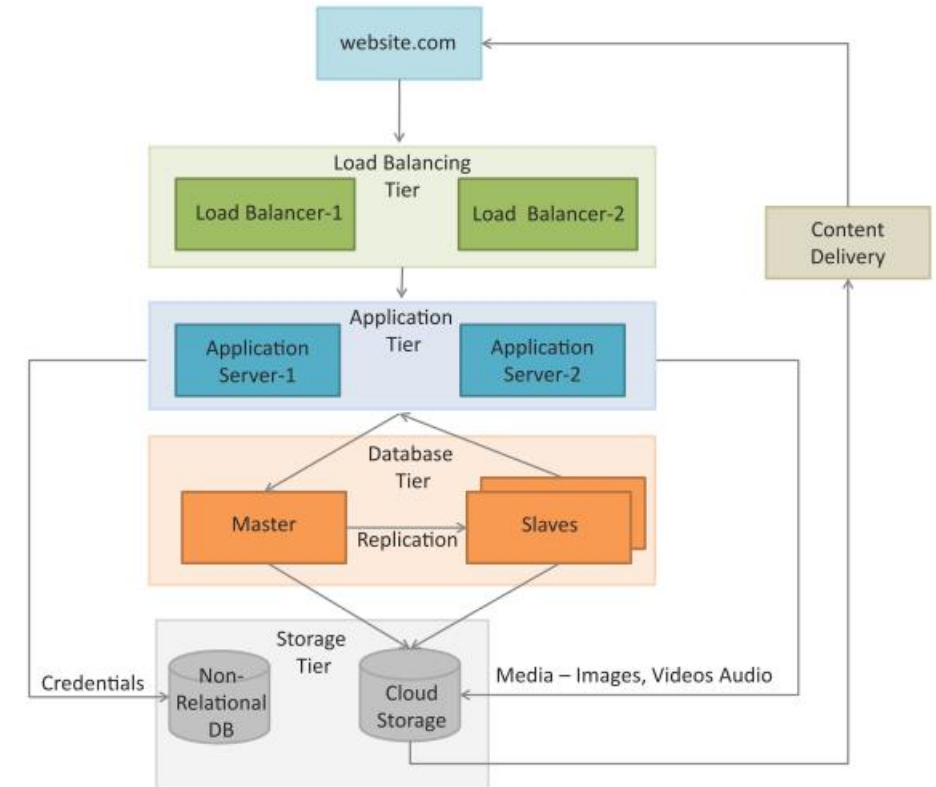 website.com
Load Balancing
Tier
Load Balancer-1
Load Balancer-2
Content
Delivery
Application
Tier
Application
Server-1
Application
Server-2
Database
Tier
Master
Replication
Slaves
Storage
Tier
Credentials
Non-
Relational
DB
Cloud
Storage
Media – Images, Videos Audio